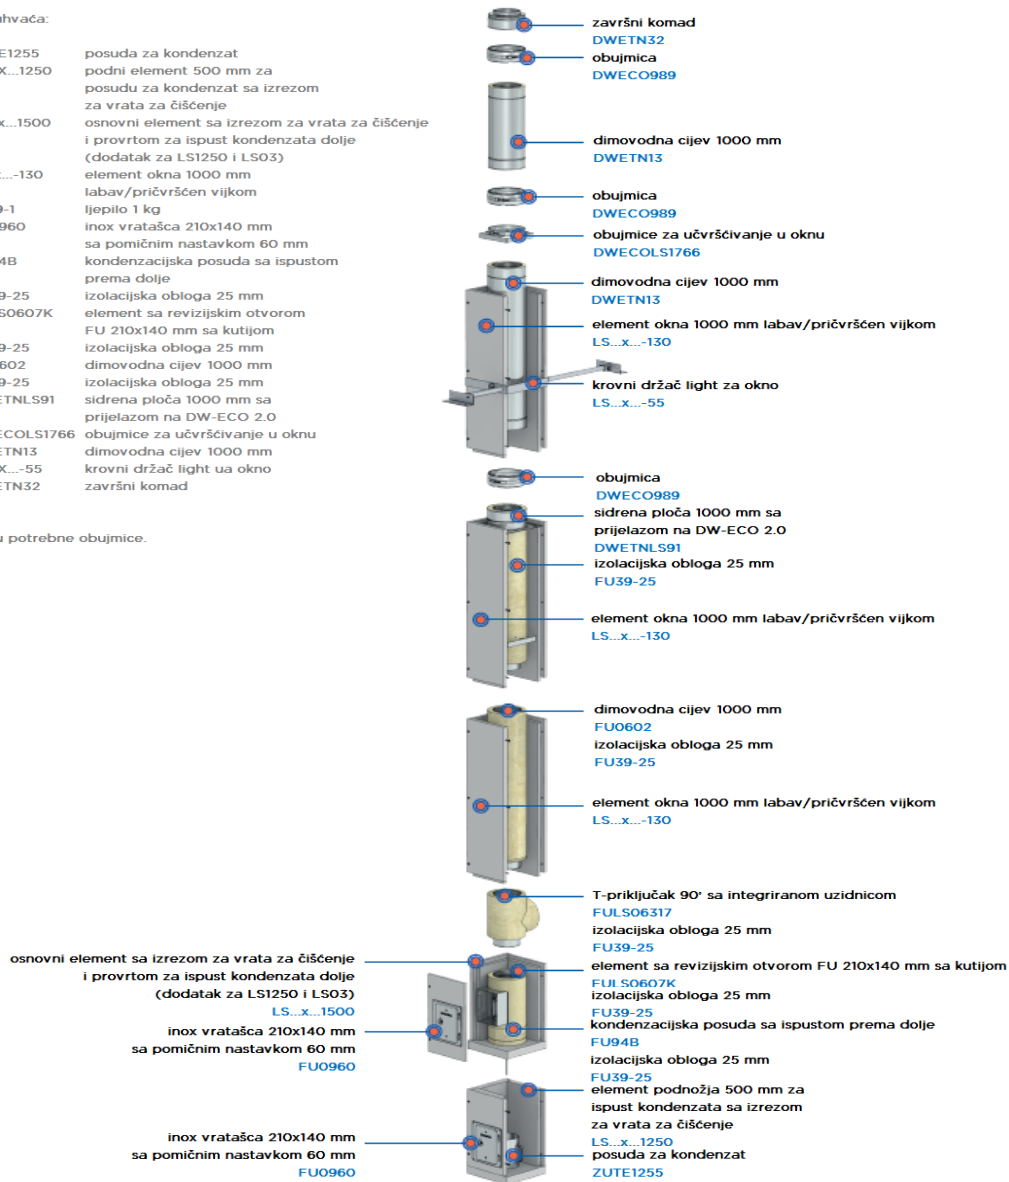 uhvaća:
E1255 posuda za kondenzat
X...1250 podni element 500 mm za
posudu za kondenzat sa izrezom
za vrata za čišćenje
x...1500 osnovni element sa izrezom za vrata za čišćenje
i provrtom za ispust kondenzata dolje
(dodatak za LS1250 i LS03)
...-130 element okna 1000 mm
labav/pričvršćen vijkom
9-1 ljepilo 1 kg
960 inox vratašca 210x140 mm
sa pomičnim nastavkom 60 mm
4B kondenzacijska posuda sa ispustom
prema dolje
9-25 izolacijska obloga 25 mm
S0607K element sa revizijskim otvorom
FU 210x140 mm sa kutijom
9-25 izolacijska obloga 25 mm
602 dimovodna cijev 1000 mm
9-25 izolacijska obloga 25 mm
ETNLS91 sidrena ploča 1000 mm sa
prijelazom na DW-ECO 2.0
ECOLS1766 obujmice za učvršćivanje u oknu
ETN13 dimovodna cijev 1000 mm
X...-55 krovni držač light ua okno
ETN32 završni komad
u potrebne obujmice.
završni komad
DWETN32
obujmica
DWECO989
dimovodna cijev 1000 mm
DWETN13
obujmica
DWECO989
obujmice za učvršćivanje u oknu
DWECOLS1766
dimovodna cijev 1000 mm
DWETN13
element okna 1000 mm labav/pričvršćen vijkom
LS...x...-130
krovni držač light za okno
LS...x...-55
obujmica
DWECO989
sidrena ploča 1000 mm sa
prijelazom na DW-ECO 2.0
DWETNLS91
izolacijska obloga 25 mm
FU39-25
element okna 1000 mm labav/pričvršćen vijkom
LS...x...-130
dimovodna cijev 1000 mm
FU0602
izolacijska obloga 25 mm
FU39-25
element okna 1000 mm labav/pričvršćen vijkom
LS...x...-130
T-priključak 90° sa integriranom uzidnicom
FULS06317
izolacijska obloga 25 mm
FU39-25
osnovni element sa izrezom za vrata za čišćenje
i provrtom za ispust kondenzata dolje
(dodatak za LS1250 i LS03)
LS...x...1500
inox vratašca 210x140 mm
sa pomičnim nastavkom 60 mm
FU0960
element sa revizijskim otvorom FU 210x140 mm sa kutijom
FULS0607K
izolacijska obloga 25 mm
FU39-25
kondenzacijska posuda sa ispustom prema dolje
FU94B
izolacijska obloga 25 mm
FU39-25
element podnožja 500 mm za
ispust kondenzata sa izrezom
za vrata za čišćenje
LS...x...1250
inox vratašca 210x140 mm
sa pomičnim nastavkom 60 mm
FU0960
posuda za kondenzat
ZUTE1255